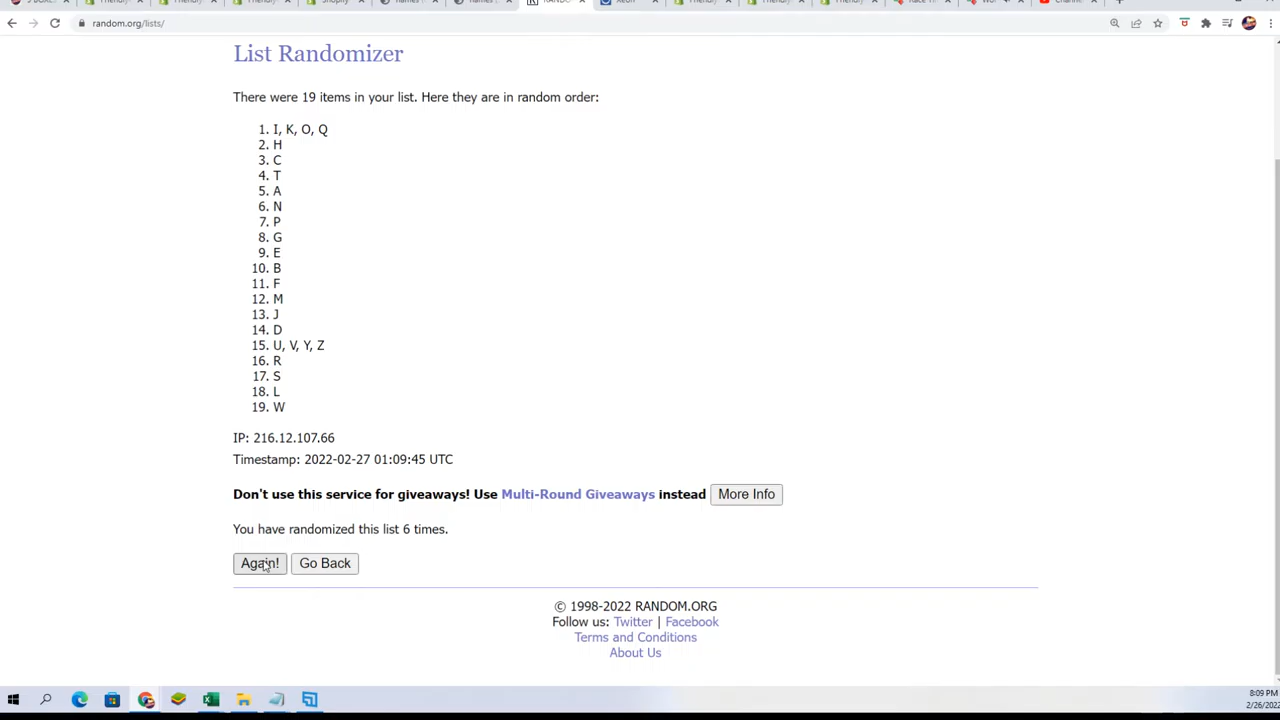 random.org/lists/
List Randomizer
There were 19 items in your list. Here they are in random order:
1. I, K, O, Q
2. H
3. C
4. T
5. A
6. N
7. P
8. G
9. E
10. B
11. F
12. M
13. J
14. D
15. U, V, Y, Z
16. R
17. S
18. L
19. W
IP: 216.12.107.66
Timestamp: 2022-02-27 01:09:45 UTC
Don't use this service for giveaways! Use Multi-Round Giveaways instead More Info
You have randomized this list 6 times.
Again! Go Back
© 1998-2022 RANDOM.ORG
Follow us: Twitter | Facebook
Terms and Conditions
About Us
8:09 PM
2/26/202